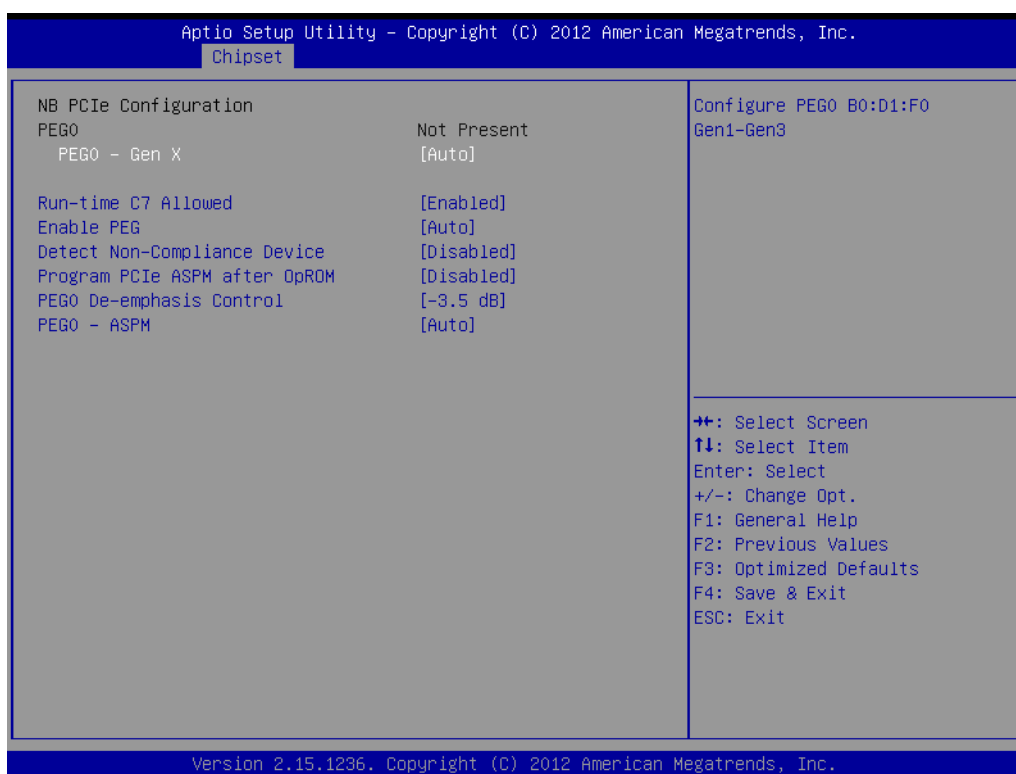 Aptio Setup Utility – Copyright (C) 2012 American Megatrends, Inc.
Chipset
NB PCIe Configuration
PEG0 Not Present
PEG0 – Gen X [Auto]
Run-time C7 Allowed [Enabled]
Enable PEG [Auto]
Detect Non-Compliance Device [Disabled]
Program PCIe ASPM after OpROM [Disabled]
PEG0 De-emphasis Control [-3.5 dB]
PEG0 – ASPM [Auto]
Configure PEG0 B0:D1:F0
Gen1-Gen3
→←: Select Screen
↑↓: Select Item
Enter: Select
+/-: Change Opt.
F1: General Help
F2: Previous Values
F3: Optimized Defaults
F4: Save & Exit
ESC: Exit
Version 2.15.1236. Copyright (C) 2012 American Megatrends, Inc.